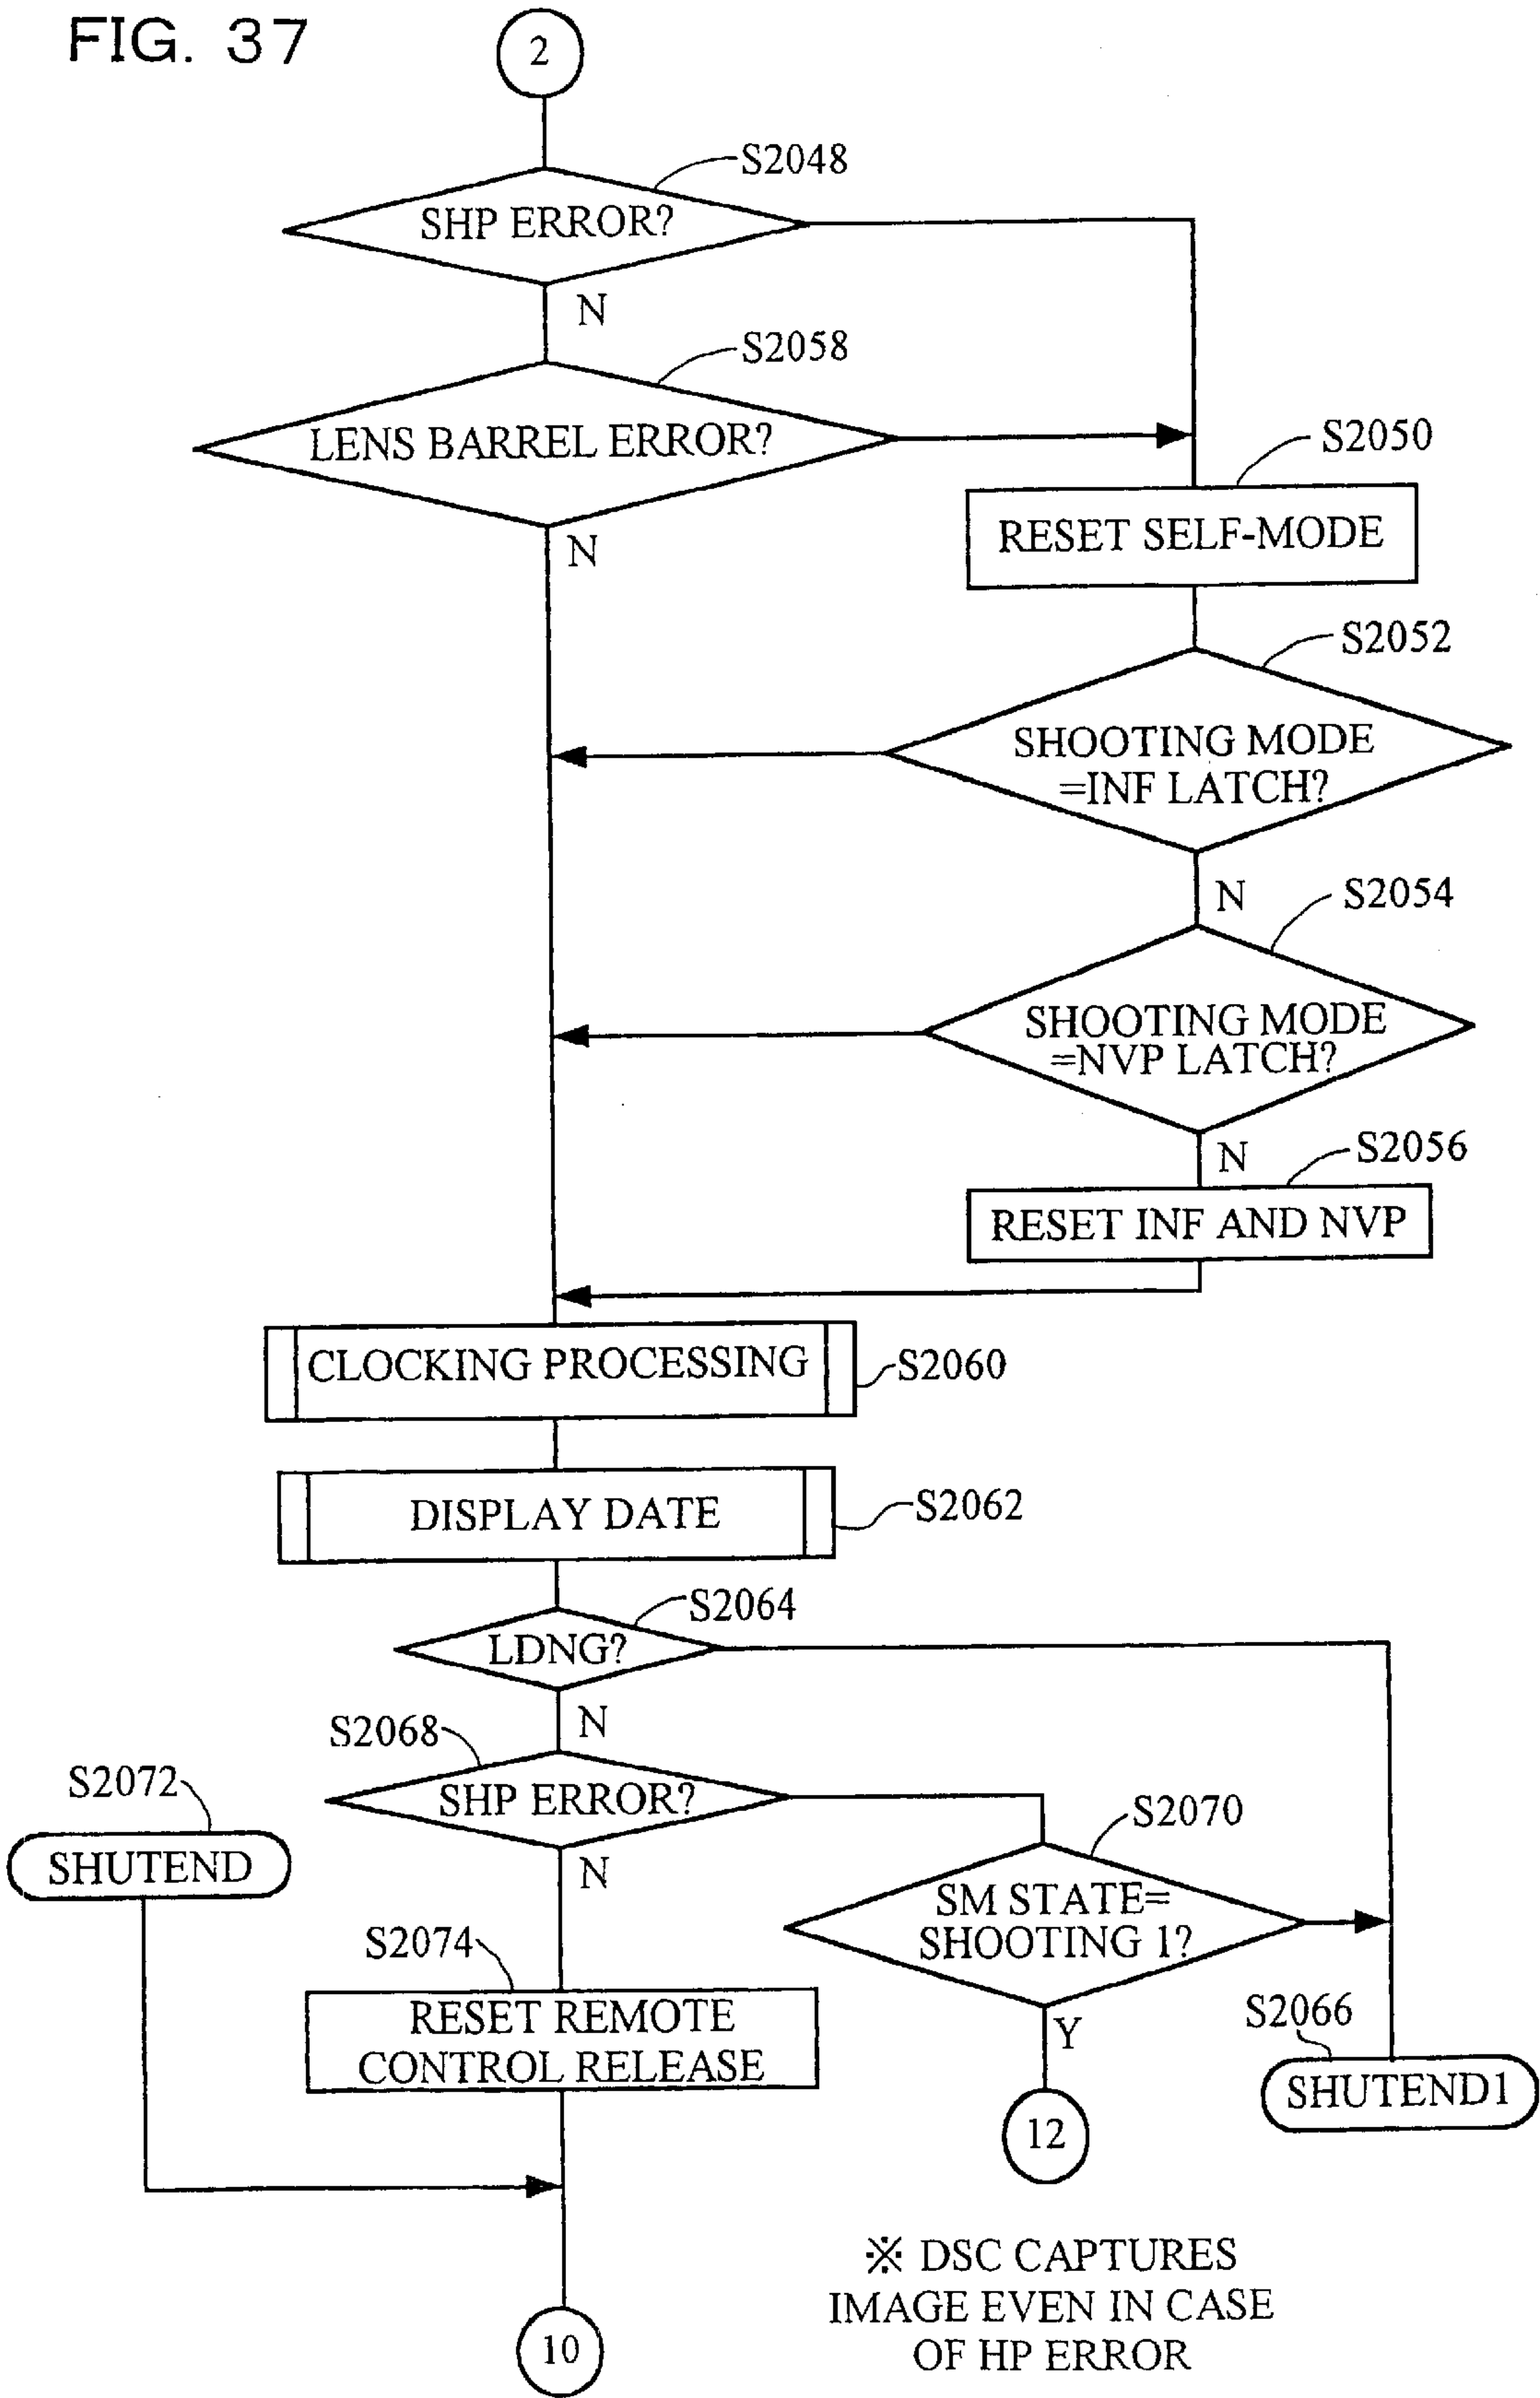 FIG. 37
2
S2048
SHP ERROR?
N
S2058
LENS BARREL ERROR?
N
S2050
RESET SELF-MODE
S2052
SHOOTING MODE
=INF LATCH?
N
S2054
SHOOTING MODE
=NVP LATCH?
N
S2056
RESET INF AND NVP
CLOCKING PROCESSING
S2060
DISPLAY DATE
S2062
S2064
LDNG?
N
S2068
SHP ERROR?
N
S2072
SHUTEND
S2070
SM STATE=
SHOOTING 1?
Y
S2074
RESET REMOTE
CONTROL RELEASE
S2066
SHUTEND1
12
10
※ DSC CAPTURES
IMAGE EVEN IN CASE
OF HP ERROR